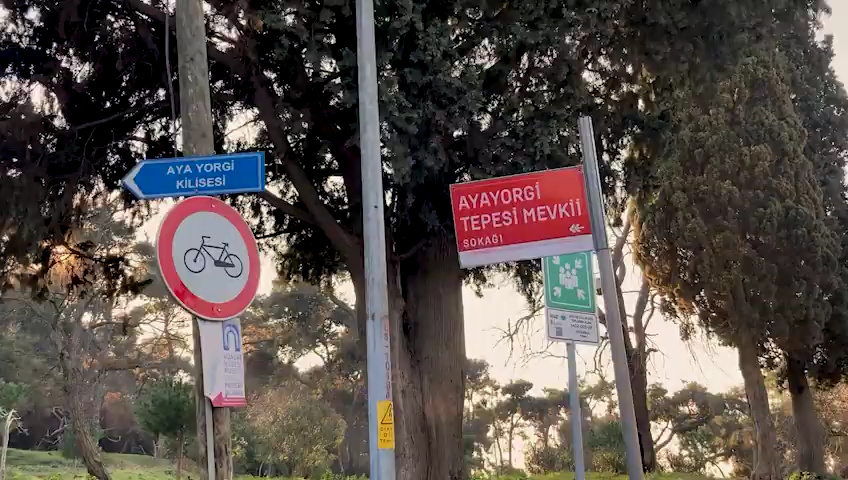 AYA YORGİ
KİLİSESİ
AYAYORGİ
TEPESİ MEVKİİ
SOKAĞI